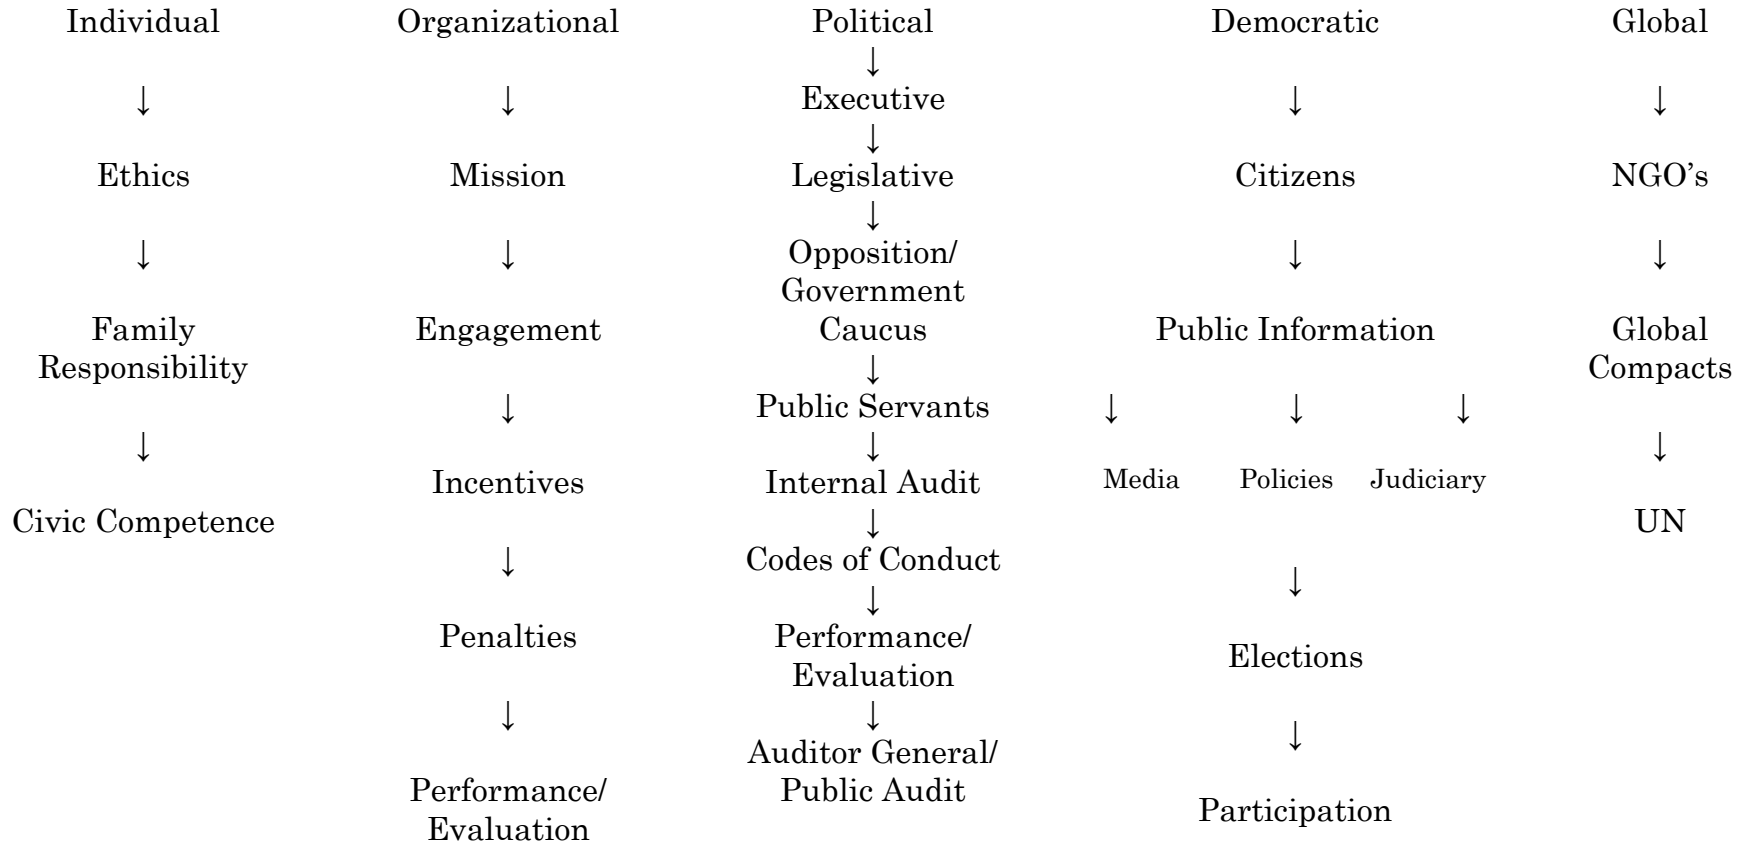 Individual
↓
Ethics
↓
Family
Responsibility
↓
Civic Competence
Organizational
↓
Mission
↓
Engagement
↓
Incentives
↓
Penalties
↓
Performance/
Evaluation
Political
↓
Executive
↓
Legislative
↓
Opposition/
Government
Caucus
↓
Public Servants
↓
Internal Audit
↓
Codes of Conduct
↓
Performance/
Evaluation
↓
Auditor General/
Public Audit
Democratic
↓
Citizens
↓
Public Information
↓ ↓ ↓
Media Policies Judiciary
↓
Elections
↓
Participation
Global
↓
NGO’s
↓
Global
Compacts
↓
UN